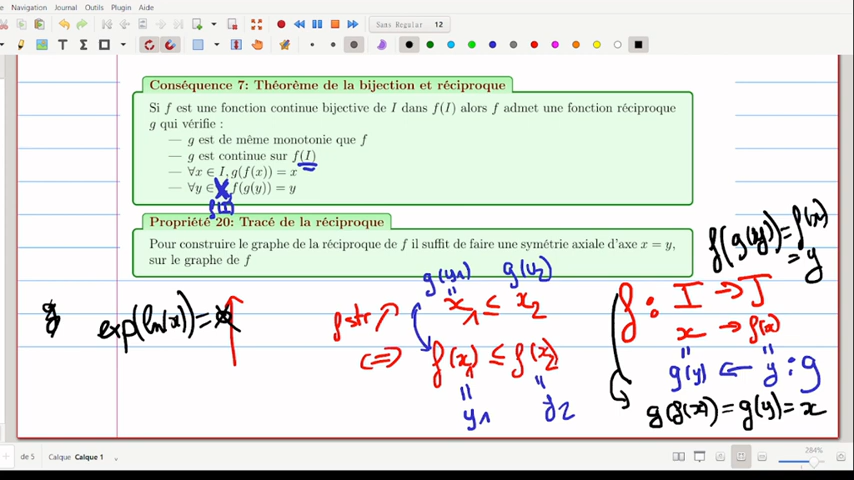 Navigation Journal Outils Options Aide
Sans Regular 12
Conséquence 7: Théorème de la bijection et réciproque
Si f est une fonction continue bijective de I dans f(I) alors f admet une fonction réciproque
g qui vérifie :
— g est de même monotonie que f
— g est continue sur f(I)
— ∀x ∈ I, g(f(x)) = x
— ∀y ∈ f(g(y)) = y
f(I)
Propriété 20: Tracé de la réciproque
Pour construire le graphe de la réciproque de f il suffit de faire une symétrie axiale d'axe x = y,
sur le graphe de f
f(g(y)) = f(x)
= y
g(y1) g(y2)
x1 ≤ x2
f str ↗
⟺ f(x1) ≤ f(x2)
y1 y2
exp(ln(x)) =
f : I → J
x → f(x)
g(y) ← y : g
g(f(x)) = g(y) = x
284%
de 5 Calque Calque 1